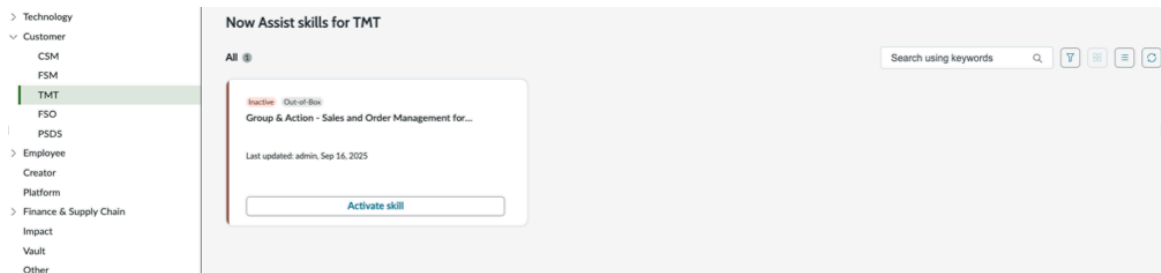 Technology
Customer
CSM
FSM
TMT
FSO
PSDS
Employee
Creator
Platform
Finance & Supply Chain
Impact
Vault
Other
Now Assist skills for TMT
All 1
Search using keywords
Inactive Out-of-Box
Group & Action - Sales and Order Management for...
Last updated: admin, Sep 16, 2025
Activate skill